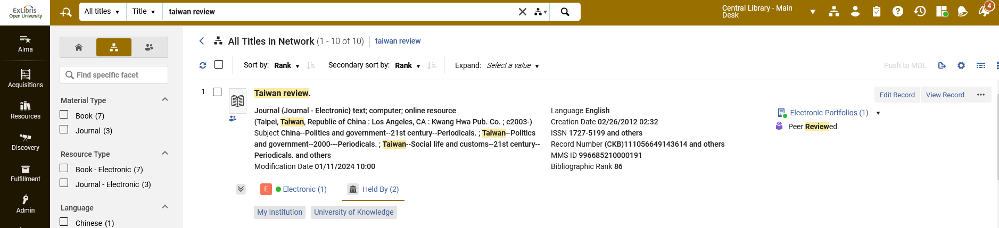 ExLibris
Open University
All titles
Title
taiwan review
Central Library - Main
Desk
4
Alma
Acquisitions
Resources
Discovery
Fulfillment
Admin
Find specific facet
Material Type
Book (7)
Journal (3)
Resource Type
Book - Electronic (7)
Journal - Electronic (3)
Language
Chinese (1)
All Titles in Network (1 - 10 of 10) taiwan review
Sort by: Rank Secondary sort by: Rank Expand: Select a value
Push to MDE
1
Taiwan review.
Edit Record View Record
Journal {Journal - Electronic} text; computer; online resource
(Taipei, Taiwan, Republic of China : Los Angeles, CA : Kwang Hwa Pub. Co. ; c2003-)
Subject China--Politics and government--21st century--Periodicals. ; Taiwan--Politics
and government--2000---Periodicals. ; Taiwan--Social life and customs--21st century--
Periodicals. and others
Modification Date 01/11/2024 10:00
Language English
Creation Date 02/26/2012 02:32
ISSN 1727-5199 and others
Record Number (CKB)111056649143614 and others
MMS ID 996685210000191
Bibliographic Rank 86
Electronic Portfolios (1)
Peer Reviewed
E Electronic (1)
Held By (2)
My Institution
University of Knowledge